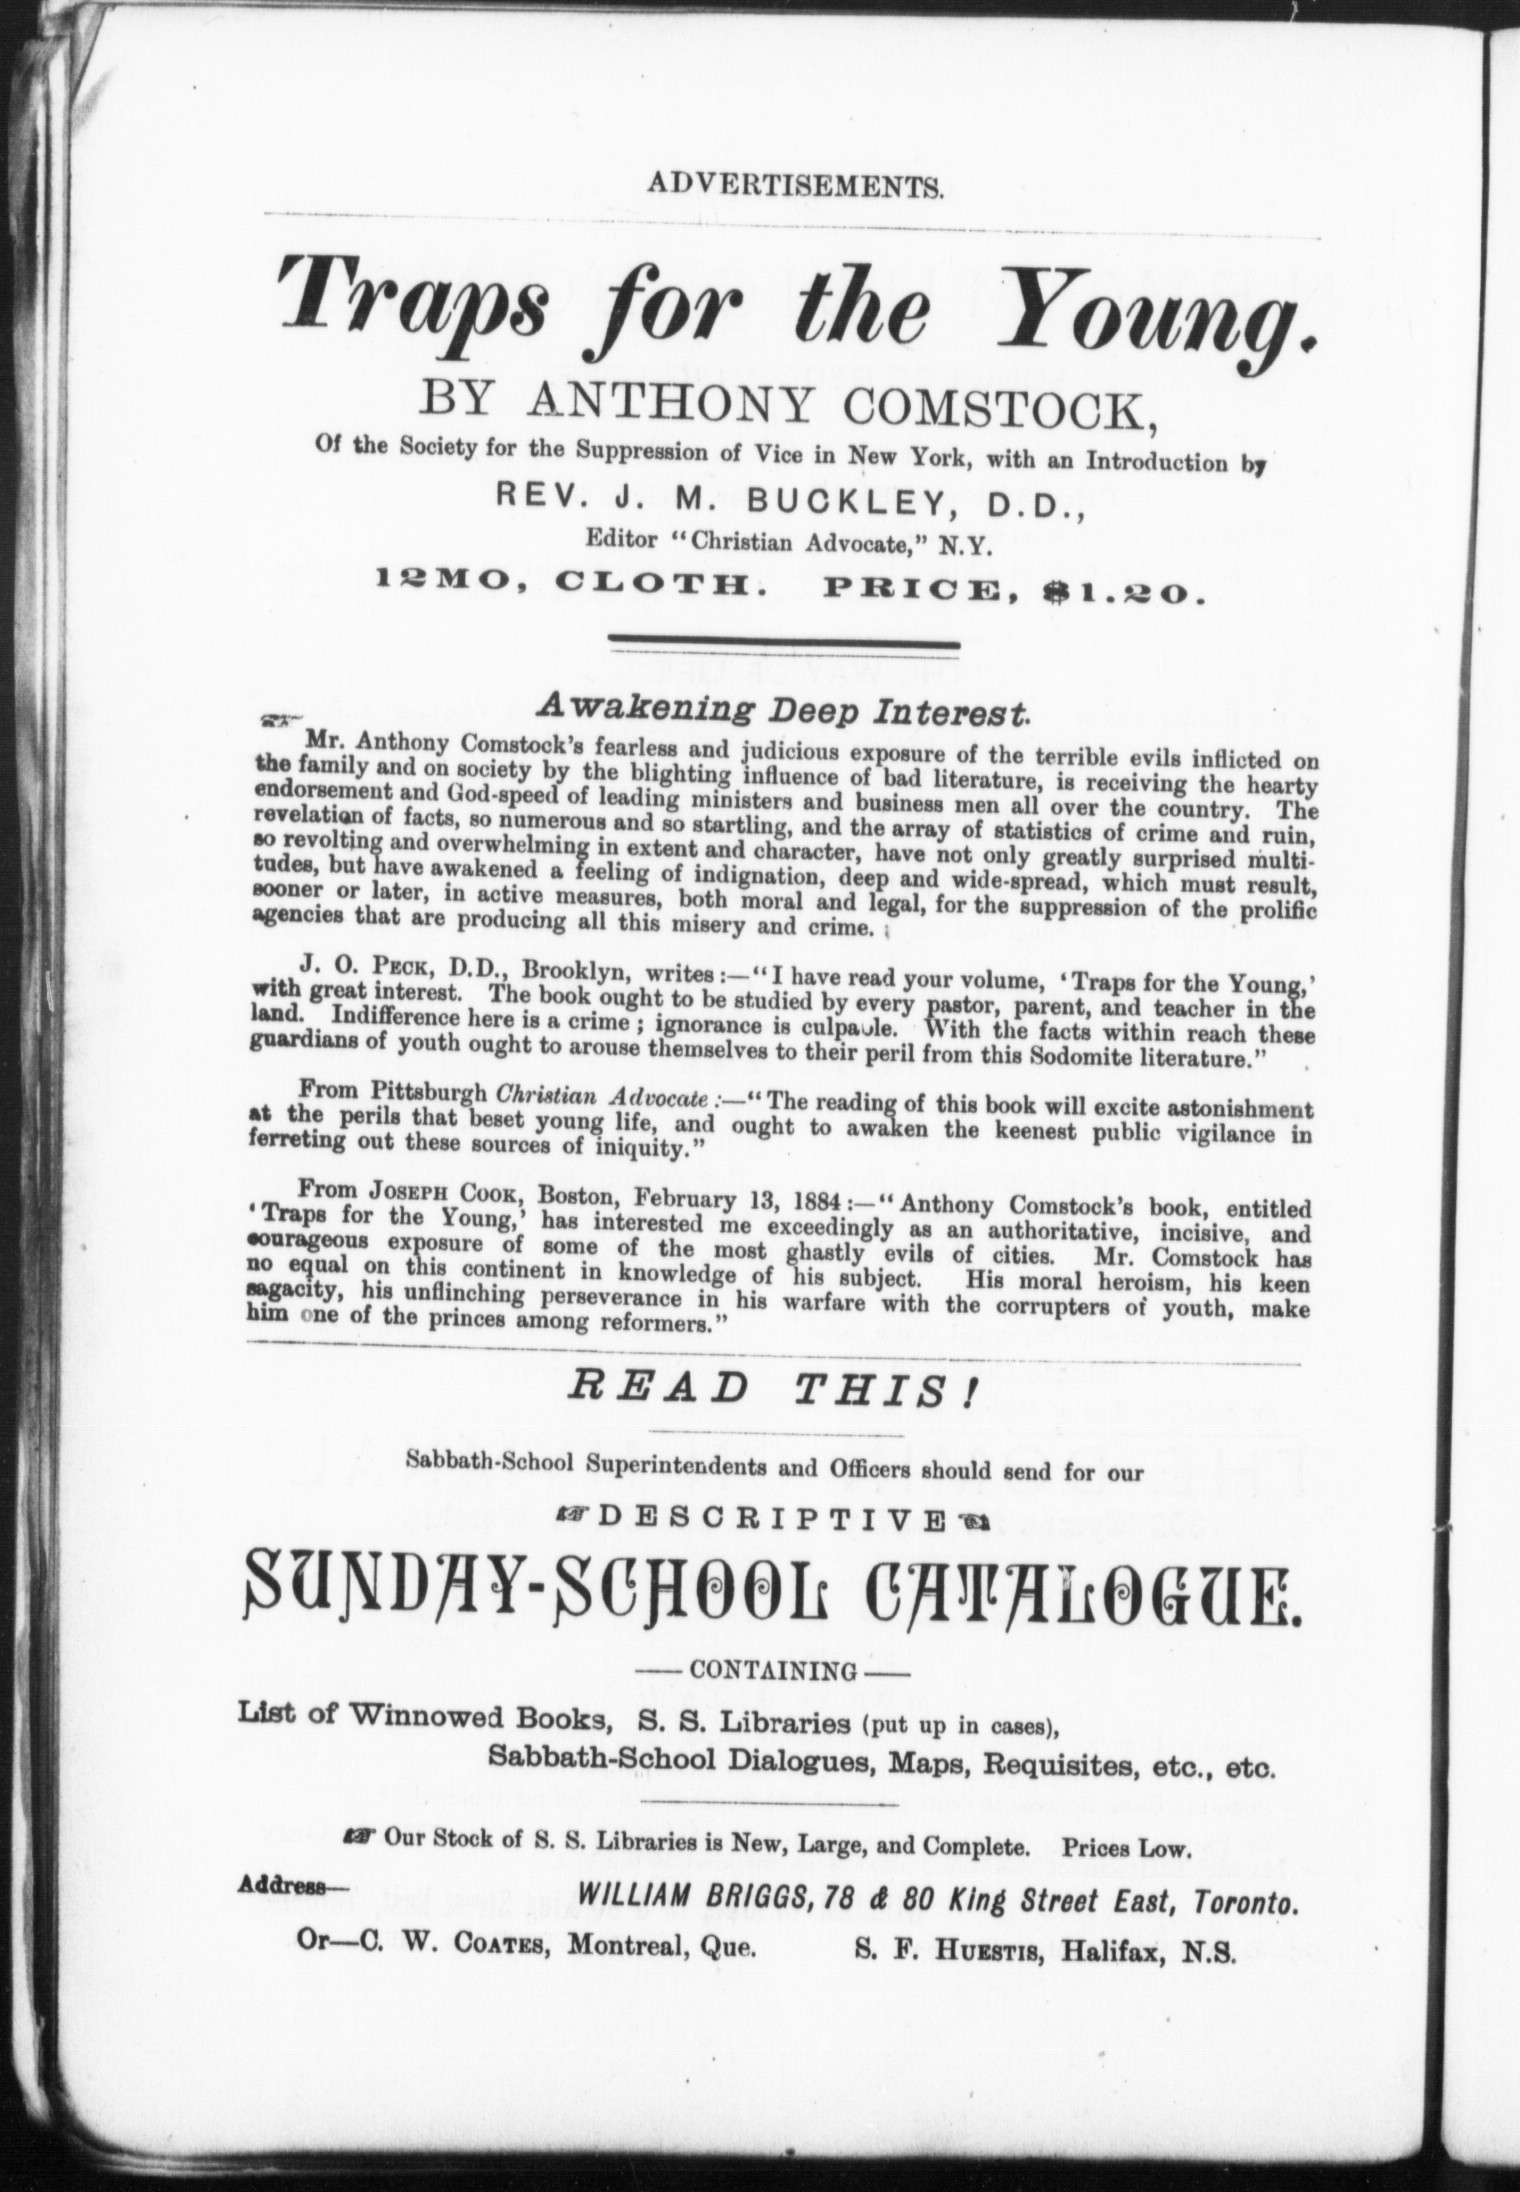 ADVERTISEMENTS.
Traps for the Young.
BY ANTHONY COMSTOCK,
Of the Society for the Suppression of Vice in New York, with an Introduction by
REV. J. M. BUCKLEY, D.D.,
Editor "Christian Advocate," N.Y.
12MO, CLOTH. PRICE, $1.20.
Awakening Deep Interest.
☞ Mr. Anthony Comstock's fearless and judicious exposure of the terrible evils inflicted on
the family and on society by the blighting influence of bad literature, is receiving the hearty
endorsement and God-speed of leading ministers and business men all over the country. The
revelation of facts, so numerous and so startling, and the array of statistics of crime and ruin,
so revolting and overwhelming in extent and character, have not only greatly surprised multi-
tudes, but have awakened a feeling of indignation, deep and wide-spread, which must result,
sooner or later, in active measures, both moral and legal, for the suppression of the prolific
agencies that are producing all this misery and crime.
J. O. PECK, D.D., Brooklyn, writes:—"I have read your volume, 'Traps for the Young,'
with great interest. The book ought to be studied by every pastor, parent, and teacher in the
land. Indifference here is a crime; ignorance is culpable. With the facts within reach these
guardians of youth ought to arouse themselves to their peril from this Sodomite literature."
From Pittsburgh Christian Advocate:—"The reading of this book will excite astonishment
at the perils that beset young life, and ought to awaken the keenest public vigilance in
ferreting out these sources of iniquity."
From JOSEPH COOK, Boston, February 13, 1884:—"Anthony Comstock's book, entitled
'Traps for the Young,' has interested me exceedingly as an authoritative, incisive, and
courageous exposure of some of the most ghastly evils of cities. Mr. Comstock has
no equal on this continent in knowledge of his subject. His moral heroism, his keen
sagacity, his unflinching perseverance in his warfare with the corrupters of youth, make
him one of the princes among reformers."
READ THIS!
Sabbath-School Superintendents and Officers should send for our
☞DESCRIPTIVE☜
SUNDAY-SCHOOL CATALOGUE.
—CONTAINING—
List of Winnowed Books, S. S. Libraries (put up in cases),
Sabbath-School Dialogues, Maps, Requisites, etc., etc.
☞ Our Stock of S. S. Libraries is New, Large, and Complete. Prices Low.
Address— WILLIAM BRIGGS, 78 & 80 King Street East, Toronto.
Or—C. W. COATES, Montreal, Que. S. F. HUESTIS, Halifax, N.S.